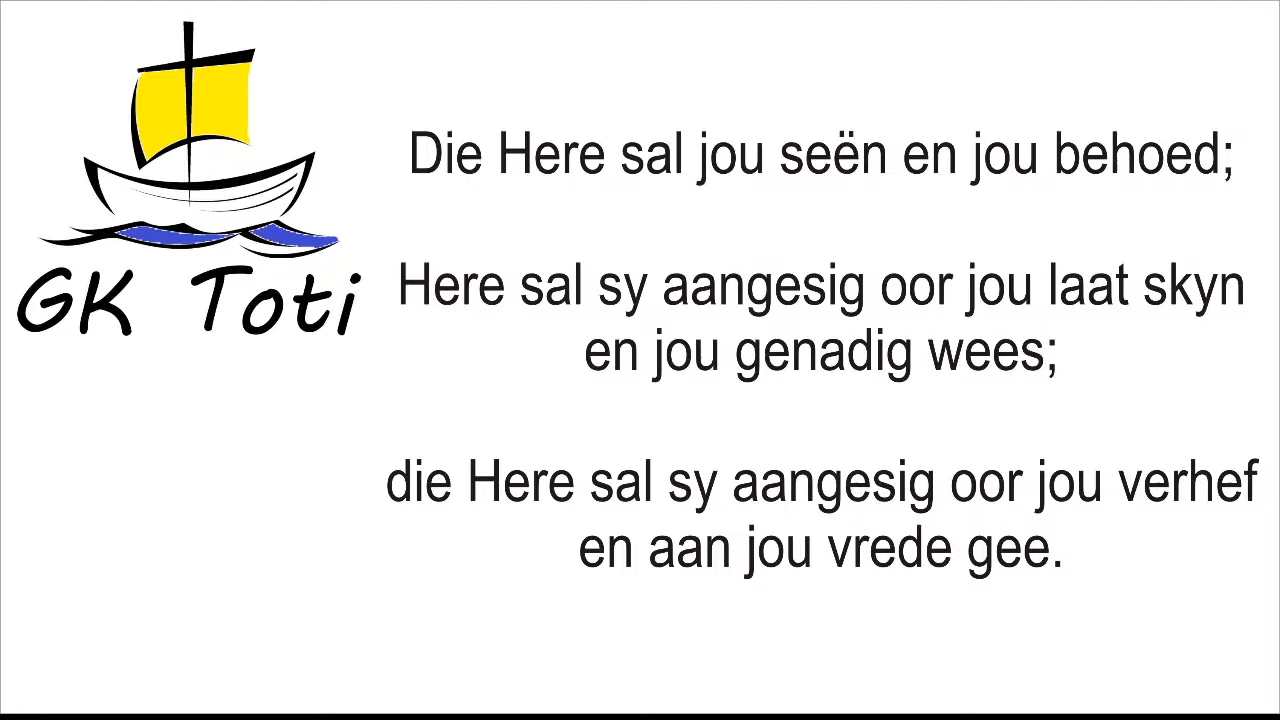 GK Toti
Die Here sal jou seën en jou behoed;
Here sal sy aangesig oor jou laat skyn
en jou genadig wees;
die Here sal sy aangesig oor jou verhef
en aan jou vrede gee.